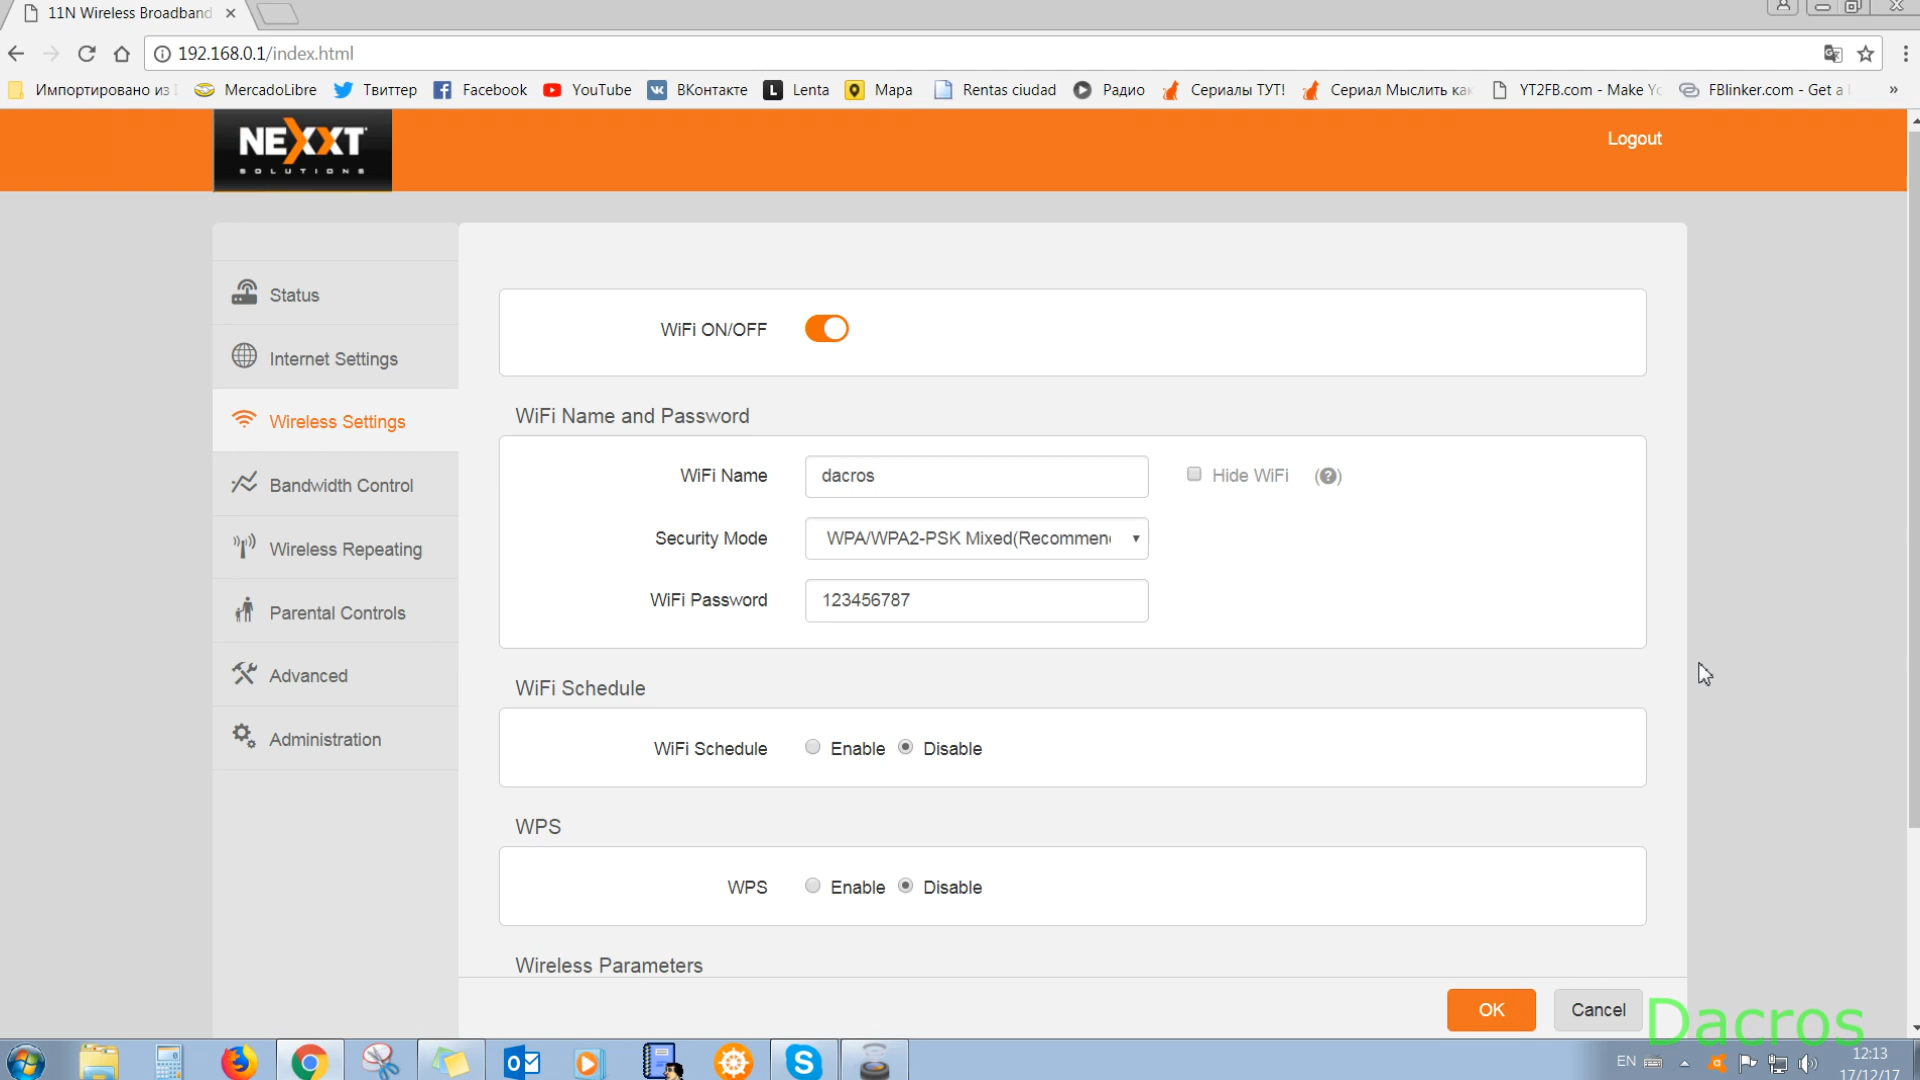 11N Wireless Broadband
192.168.0.1/index.html
Импортировано из MercadoLibre Твиттер Facebook YouTube ВКонтакте Lenta Mapa Rentas ciudad Радио Сериалы ТУТ! Сериал Мыслить как YT2FB.com - Make Yo FBlinker.com - Get a »
NEXXT
SOLUTIONS
Logout
Status
Internet Settings
Wireless Settings
Bandwidth Control
Wireless Repeating
Parental Controls
Advanced
Administration
WiFi ON/OFF
WiFi Name and Password
WiFi Name dacros Hide WiFi (?)
Security Mode WPA/WPA2-PSK Mixed(Recommen
WiFi Password 123456787
WiFi Schedule
WiFi Schedule Enable Disable
WPS
WPS Enable Disable
Wireless Parameters
OK Cancel
Dacros
EN 12:13
17/12/17